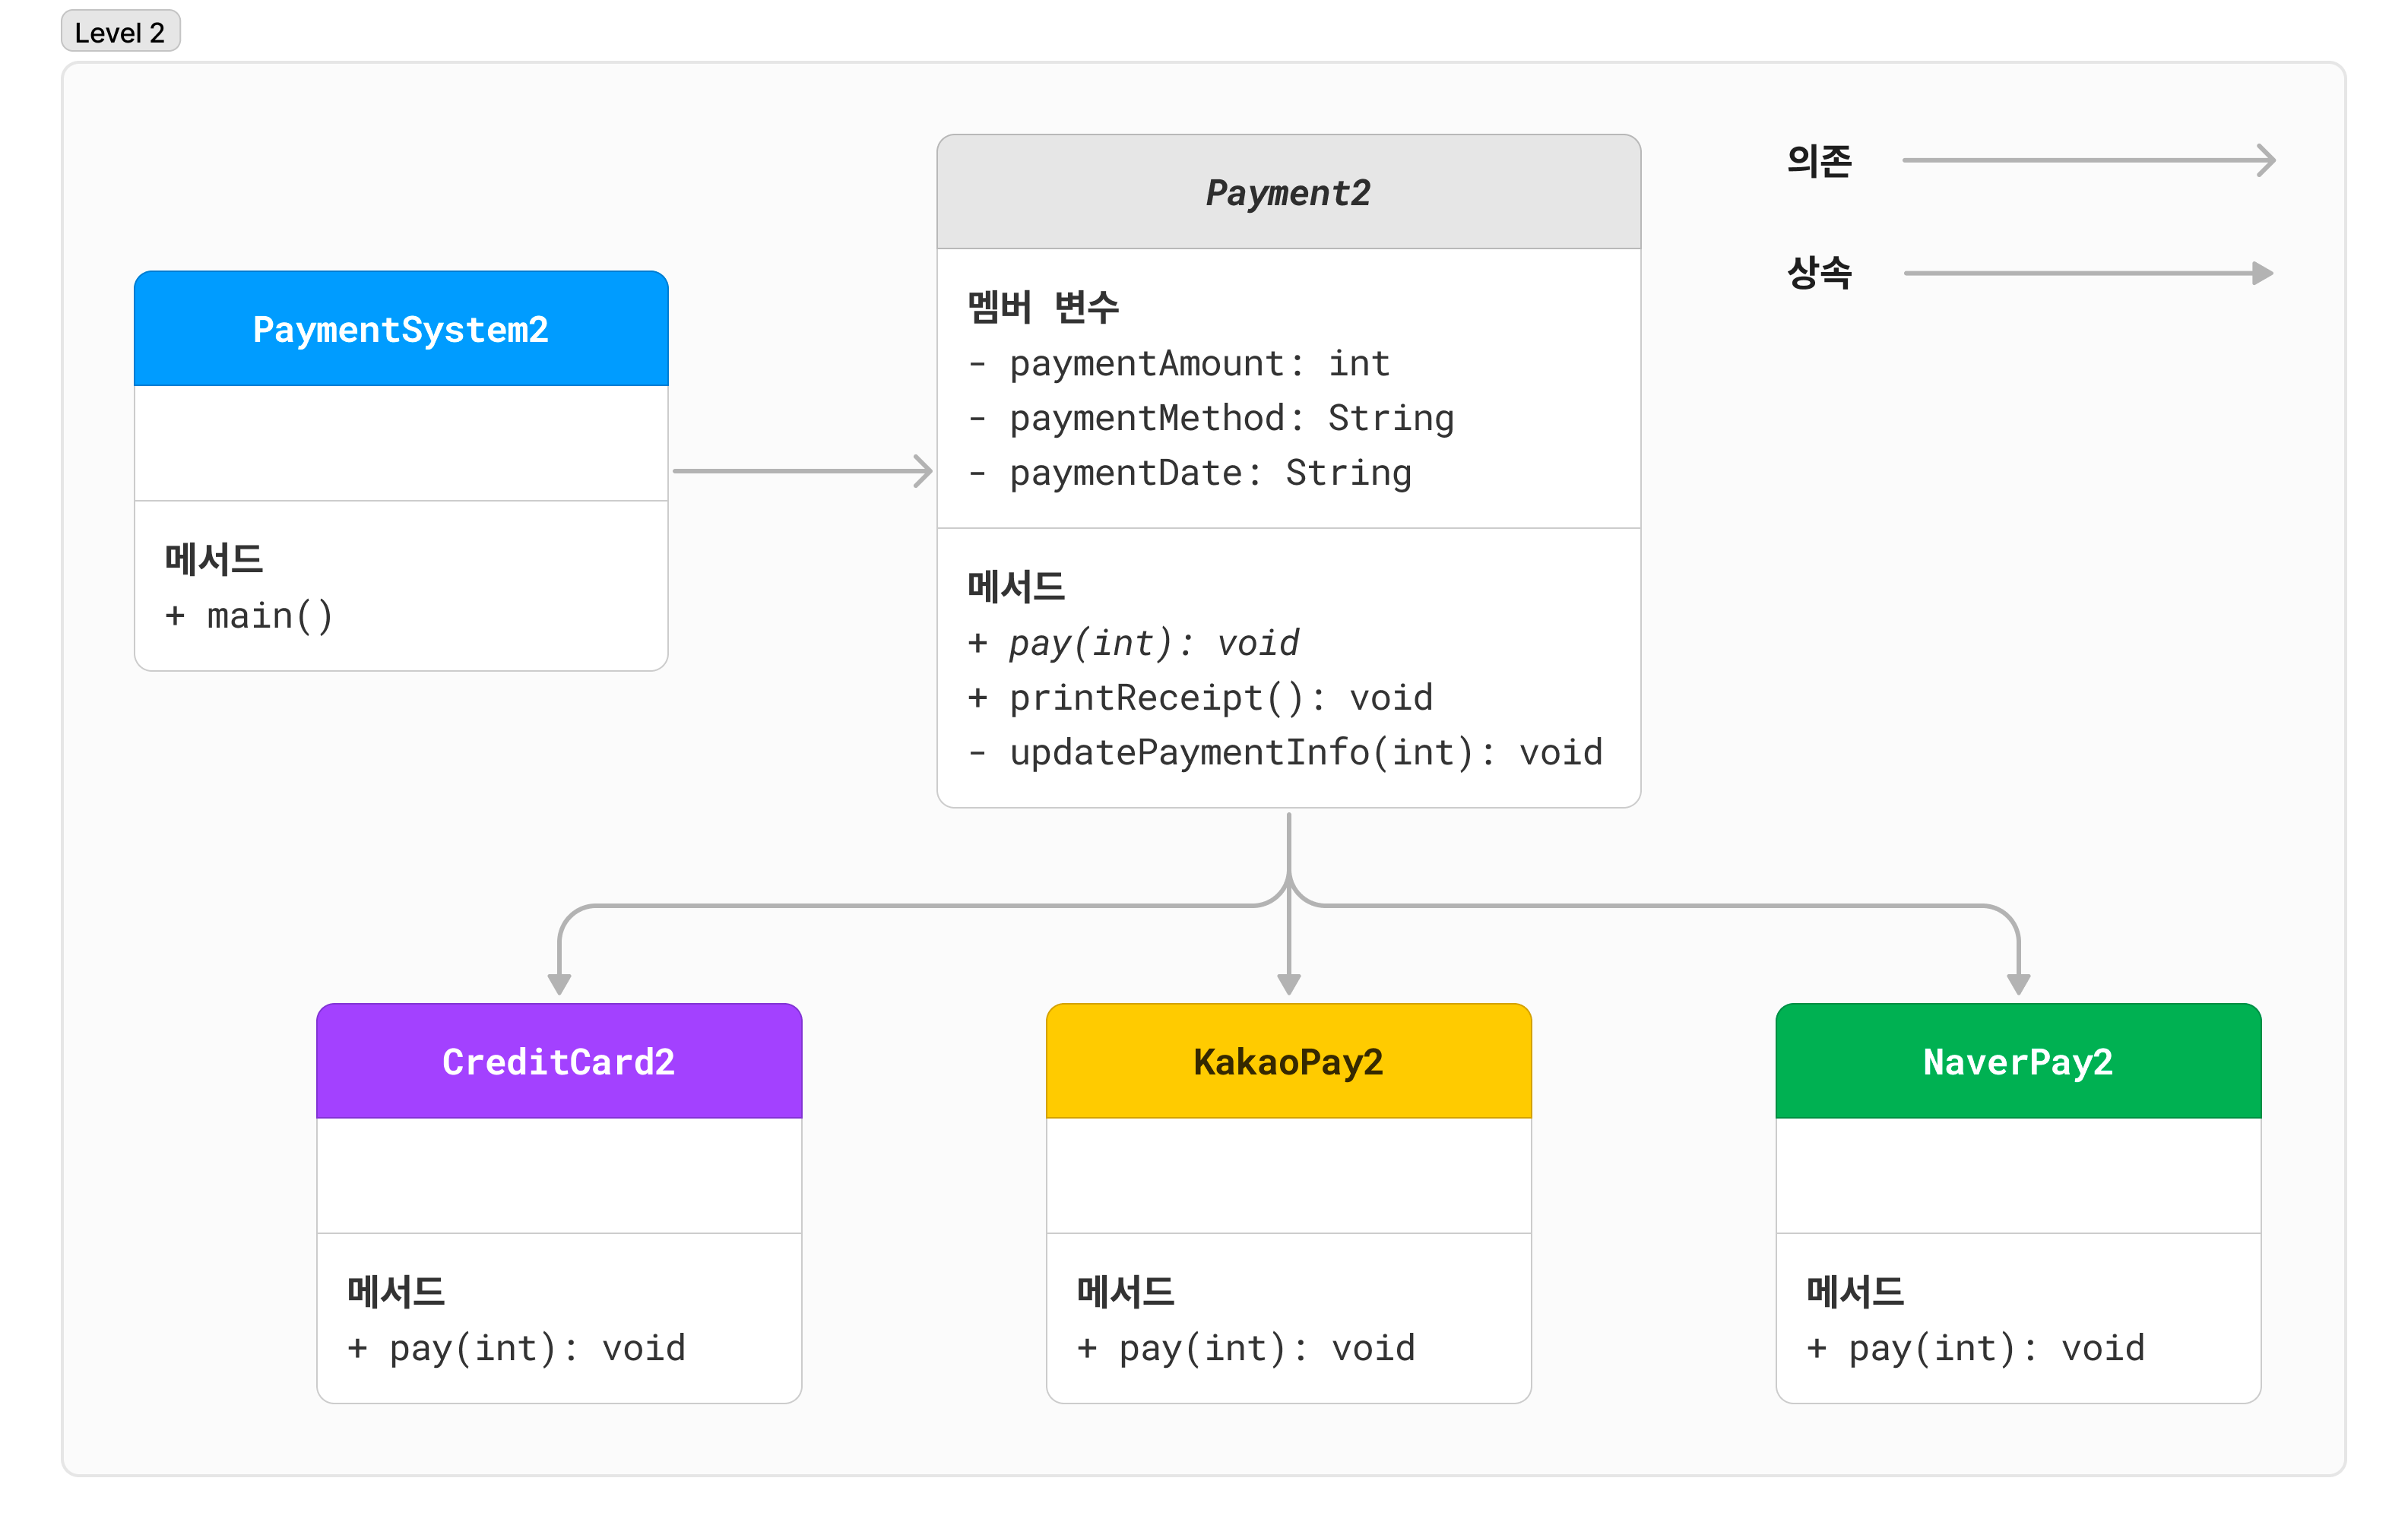 Level 2
Payment2
멤버 변수
- paymentAmount: int
- paymentMethod: String
- paymentDate: String
메서드
+ pay(int): void
+ printReceipt(): void
- updatePaymentInfo(int): void
의존
상속
PaymentSystem2
메서드
+ main()
CreditCard2
메서드
+ pay(int): void
KakaoPay2
메서드
+ pay(int): void
NaverPay2
메서드
+ pay(int): void